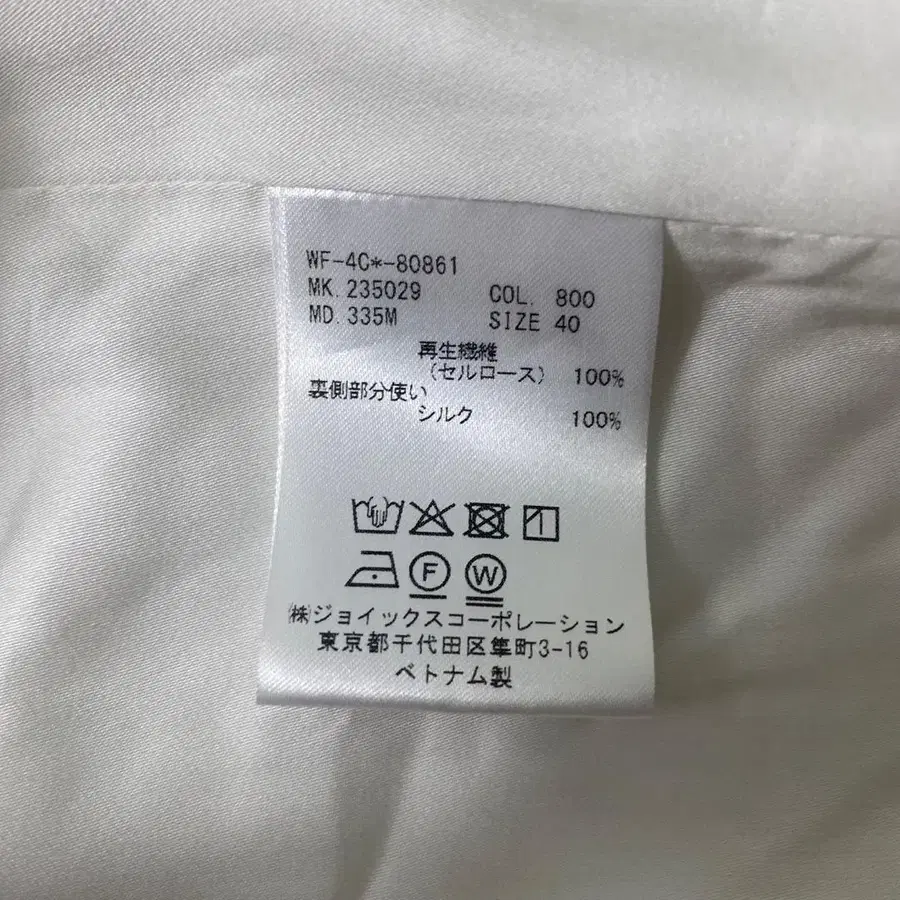 WF-4C*-80861
MK.235029 COL. 800
MD.335M SIZE 40
再生繊維
(セルロース) 100%
裏側部分使い
シルク 100%
F W
㈱ジョイックスコーポレーション
東京都千代田区隼町3-16
ベトナム製